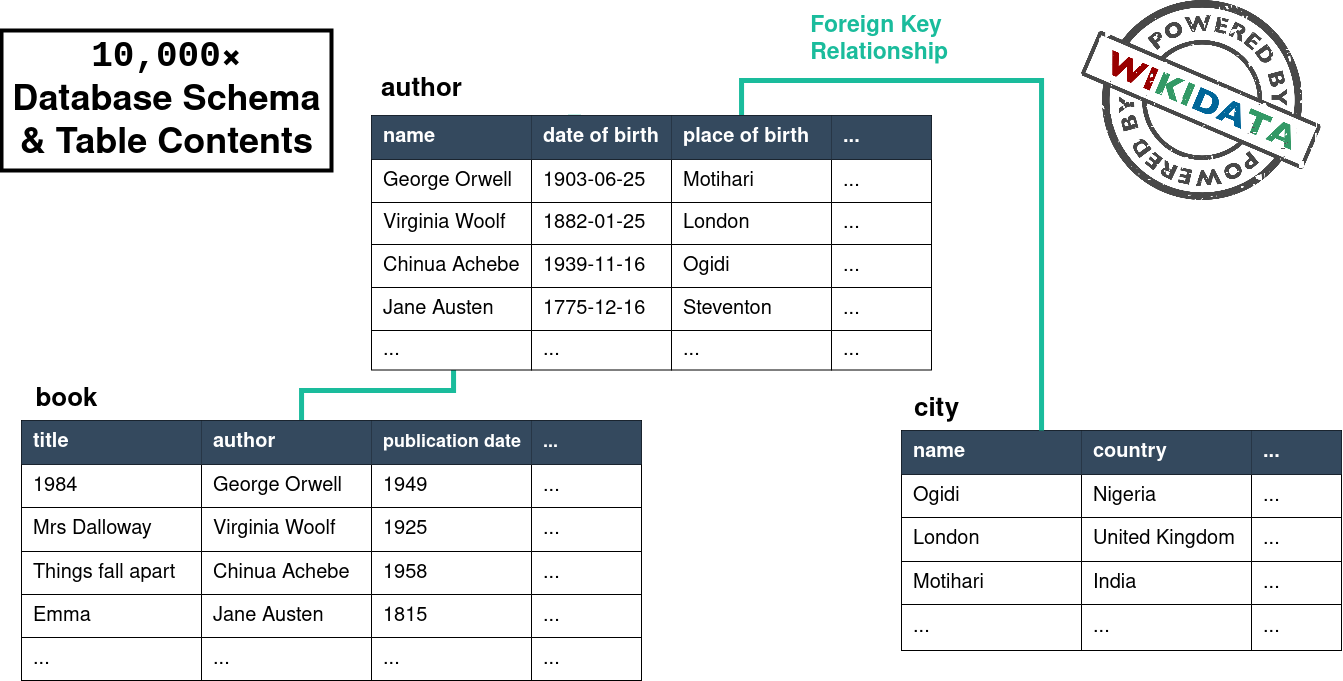 10,000×
Database Schema
& Table Contents
Foreign Key
Relationship
POWERED BY
WIKIDATA
POWERED BY
author
name date of birth place of birth ...
George Orwell 1903-06-25 Motihari ...
Virginia Woolf 1882-01-25 London ...
Chinua Achebe 1939-11-16 Ogidi ...
Jane Austen 1775-12-16 Steventon ...
... ... ... ...
book
title author publication date ...
1984 George Orwell 1949 ...
Mrs Dalloway Virginia Woolf 1925 ...
Things fall apart Chinua Achebe 1958 ...
Emma Jane Austen 1815 ...
... ... ... ...
city
name country ...
Ogidi Nigeria ...
London United Kingdom ...
Motihari India ...
... ... ...